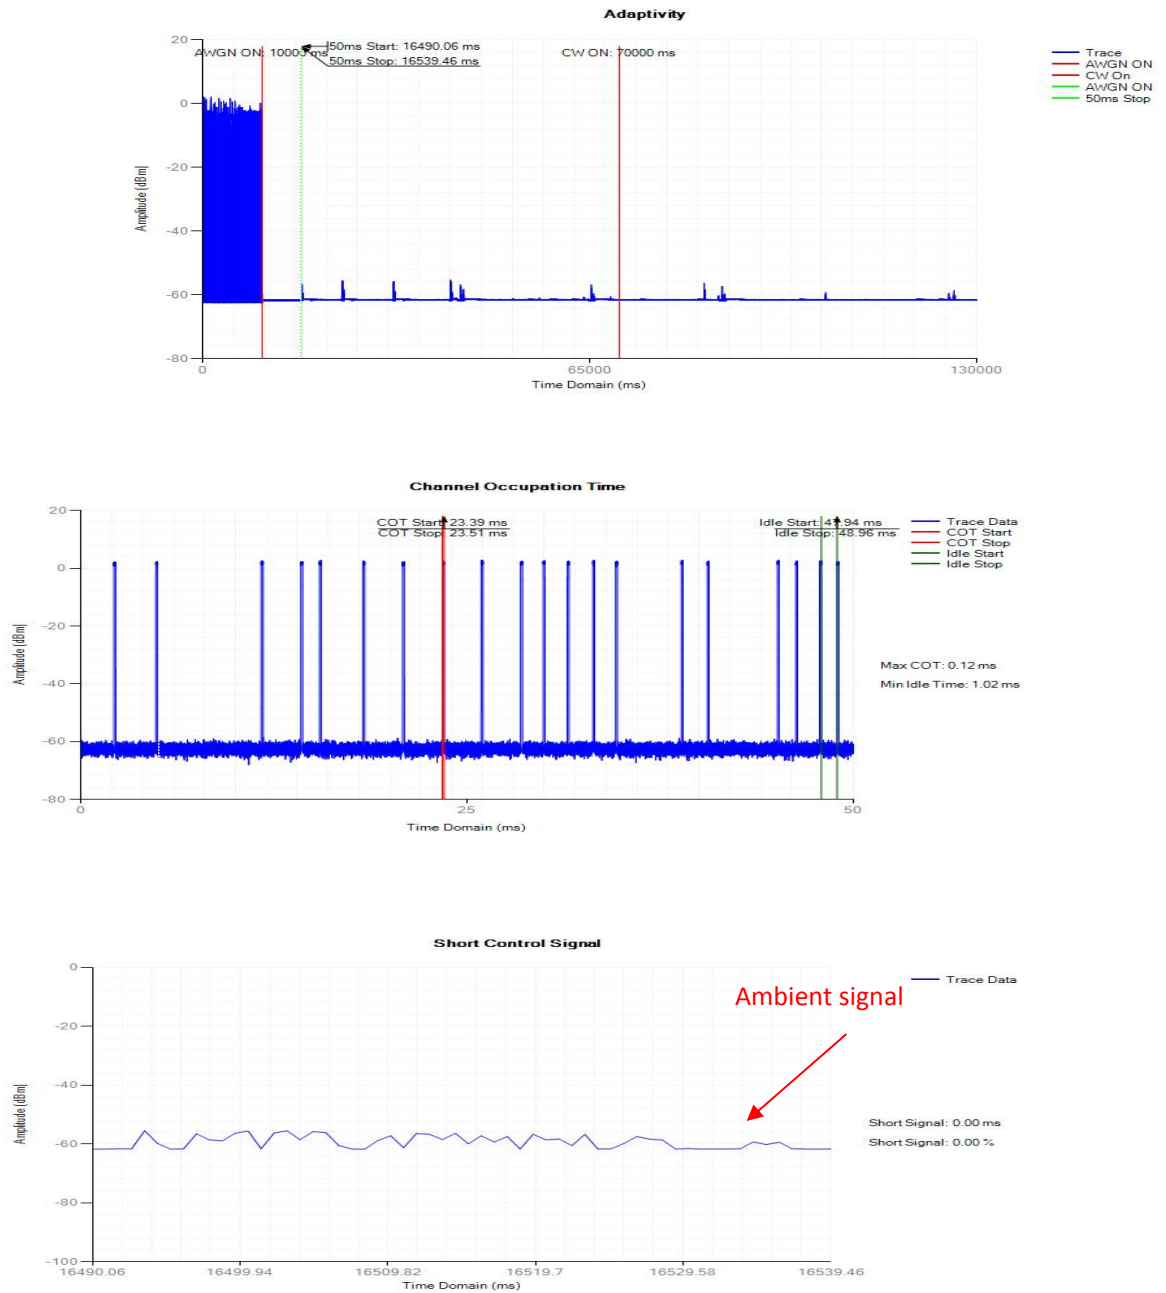 Adaptivity
20
0
-20
-40
-60
-80
Amplitude (dBm|
AWGN ON: 10003 ms
50ms Start: 16490.06 ms
50ms Stop: 16539.46 ms
CW ON: 70000 ms
Trace
AWGN ON
CW On
AWGN ON
50ms Stop
0
65000
130000
Time Domain (ms)
Channel Occupation Time
20
0
-20
-40
-60
-80
Amplitude (dBm|
COT Start: 23.39 ms
COT Stop: 23.51 ms
Idle Stop: 48.96 ms
Trace Data
COT Start
COT Stop
Idle Start
Idle Stop
Max COT: 0.12 ms
Min Idle Time: 1.02 ms
0
25
50
Time Domain (ms)
Short Control Signal
0
-20
-40
-60
-80
-100
Amplitude (dBm|
Ambient signal
Trace Data
Short Signal: 0.00 ms
Short Signal: 0.00 %
16490.06
16499.94
16509.82
16519.7
16529.58
16539.46
Time Domain (ms)